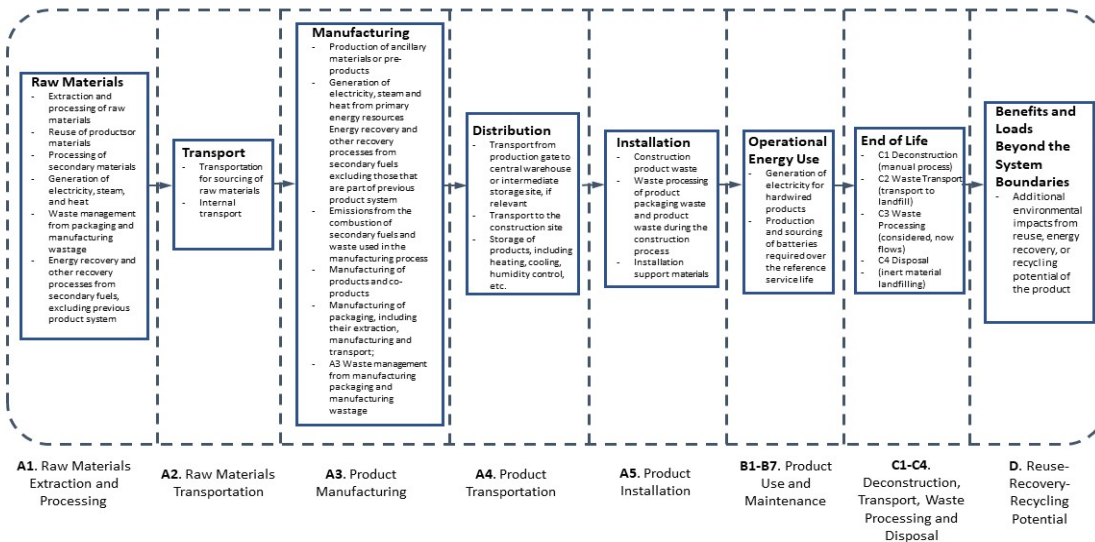 Raw Materials
- Extraction and
processing of raw
materials
- Reuse of productsor
materials
- Processing of
secondary materials
- Generation of
electricity, steam,
and heat
- Waste management
from packaging and
manufacturing
wastage
- Energy recovery and
other recovery
processes from
secondary fuels,
excluding previous
product system
Transport
- Transportation
for sourcing of
raw materials
- Internal
transport
Manufacturing
- Production of ancillary
materials or pre-
products
- Generation of
electricity, steam and
heat from primary
energy resources
Energy recovery and
other recovery
processes from
secondary fuels
excluding those that
are part of previous
product system
- Emissions from the
combustion of
secondary fuels and
waste used in the
manufacturing process
- Manufacturing of
products and co-
products
- Manufacturing of
packaging, including
their extraction,
manufacturing and
transport;
- A3 Waste management
from manufacturing
packaging and
manufacturing
wastage
Distribution
- Transport from
production gate to
central warehouse
or intermediate
storage site, if
relevant
- Transport to the
construction site
- Storage of
products, including
heating, cooling,
humidity control,
etc.
Installation
- Construction
product waste
- Waste processing of
product packaging
waste and product
waste during the
construction
process
- Installation
support materials
Operational
Energy Use
- Generation of
electricity for
hardwired
products
- Production
and sourcing of
batteries
required over
the reference
service life
End of Life
- C1 Deconstruction
(manual process)
- C2 Waste Transport
(transport to
landfill)
- C3 Waste
Processing
(considered, now
flows)
- C4 Disposal
- (inert material
landfilling)
Benefits and
Loads
Beyond the
System
Boundaries
- Additional
environmental
impacts from
reuse, energy
recovery, or
recycling
potential of
the product
A1. Raw Materials
Extraction and
Processing
A2. Raw Materials
Transportation
A3. Product
Manufacturing
A4. Product
Transportation
A5. Product
Installation
B1-B7. Product
Use and
Maintenance
C1-C4.
Deconstruction,
Transport, Waste
Processing and
Disposal
D. Reuse-
Recovery-
Recycling
Potential